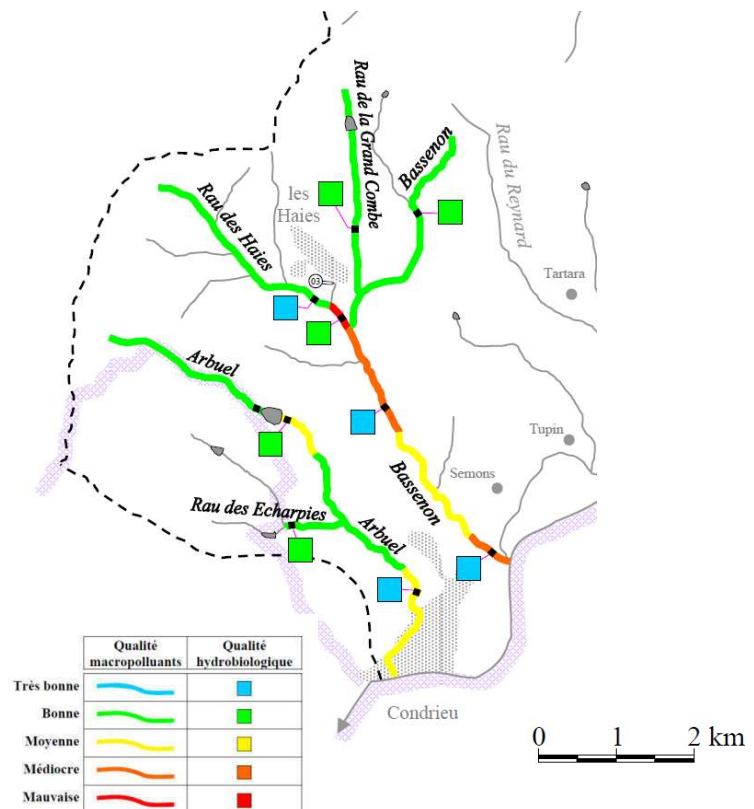 Rau de la Grand Combe
Bassenon
Rau du Reynard
Rau des Haies
les
Haies
03
Tartara
Arbuel
Tupin
Semons
Bassenon
Rau des Echarpies
Arbuel
Condrieu
Qualité
macropolluants
Qualité
hydrobiologique
Très bonne
Bonne
Moyenne
Médiocre
Mauvaise
0 1 2 km